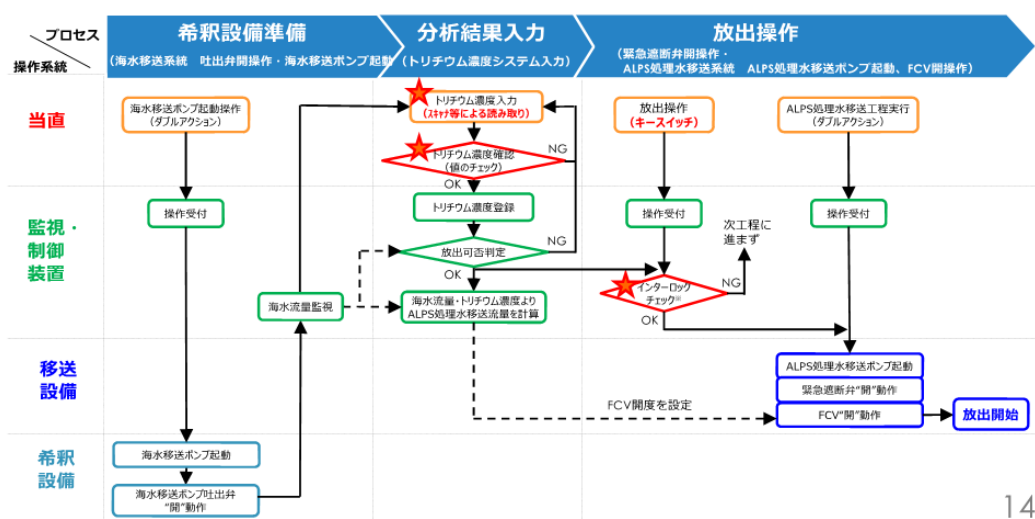 プロセス
操作系統
希釈設備準備
(海水移送系統 吐出弁開操作・海水移送ポンプ起動)
分析結果入力
(トリチウム濃度システム入力)
放出操作
(緊急遮断弁開操作・
ALPS処理水移送系統 ALPS処理水移送ポンプ起動、FCV開操作)
当直
海水移送ポンプ起動操作
(ダブルアクション)
トリチウム濃度入力
(スキャナ等による読み取り)
トリチウム濃度確認
(値のチェック)
NG
OK
放出操作
(キースイッチ)
ALPS処理水移送工程実行
(ダブルアクション)
監視・
制御
装置
操作受付
海水流量監視
トリチウム濃度登録
放出可否判定
NG
OK
海水流量・トリチウム濃度より
ALPS処理水移送流量を計算
操作受付
次工程に
進まず
インターロック
チェック※
NG
OK
操作受付
移送
設備
FCV開度を設定
ALPS処理水移送ポンプ起動
緊急遮断弁“開”動作
FCV“開”動作
放出開始
希釈
設備
海水移送ポンプ起動
海水移送ポンプ吐出弁
“開”動作
14